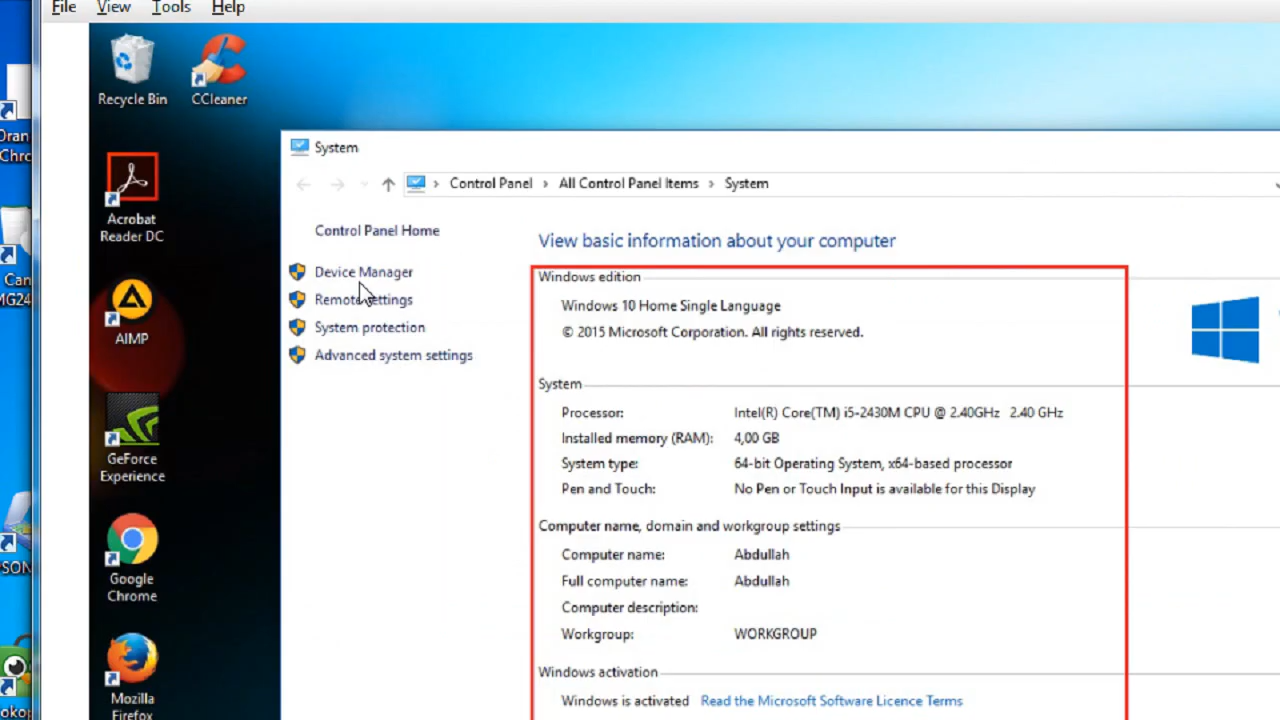 File View Tools Help
Recycle Bin
CCleaner
Acrobat
Reader DC
AIMP
GeForce
Experience
Google
Chrome
Mozilla
Firefox
System
Control Panel › All Control Panel Items › System
Control Panel Home
Device Manager
Remote settings
System protection
Advanced system settings
View basic information about your computer
Windows edition
Windows 10 Home Single Language
© 2015 Microsoft Corporation. All rights reserved.
System
Processor: Intel(R) Core(TM) i5-2430M CPU @ 2.40GHz 2.40 GHz
Installed memory (RAM): 4,00 GB
System type: 64-bit Operating System, x64-based processor
Pen and Touch: No Pen or Touch Input is available for this Display
Computer name, domain and workgroup settings
Computer name: Abdullah
Full computer name: Abdullah
Computer description:
Workgroup: WORKGROUP
Windows activation
Windows is activated Read the Microsoft Software Licence Terms